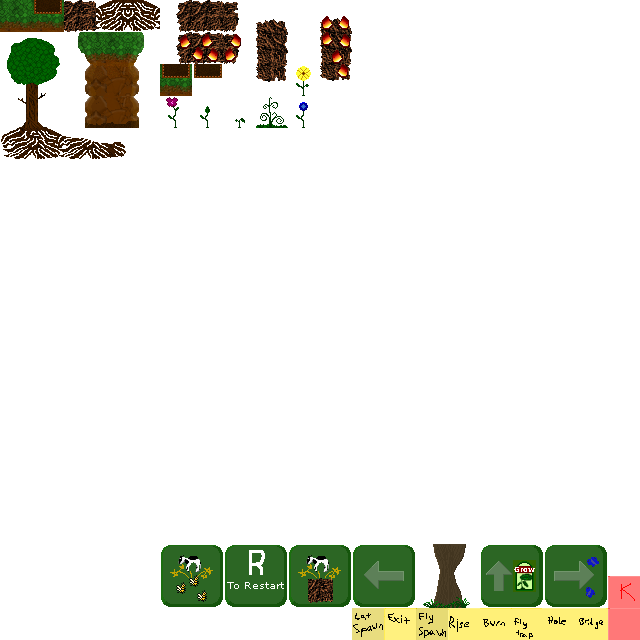 R
To Restart
Grow
K
Cat Spawn
Exit
Fly Spawn
Rise
Burn
Fly Trap
Hole
Bridge